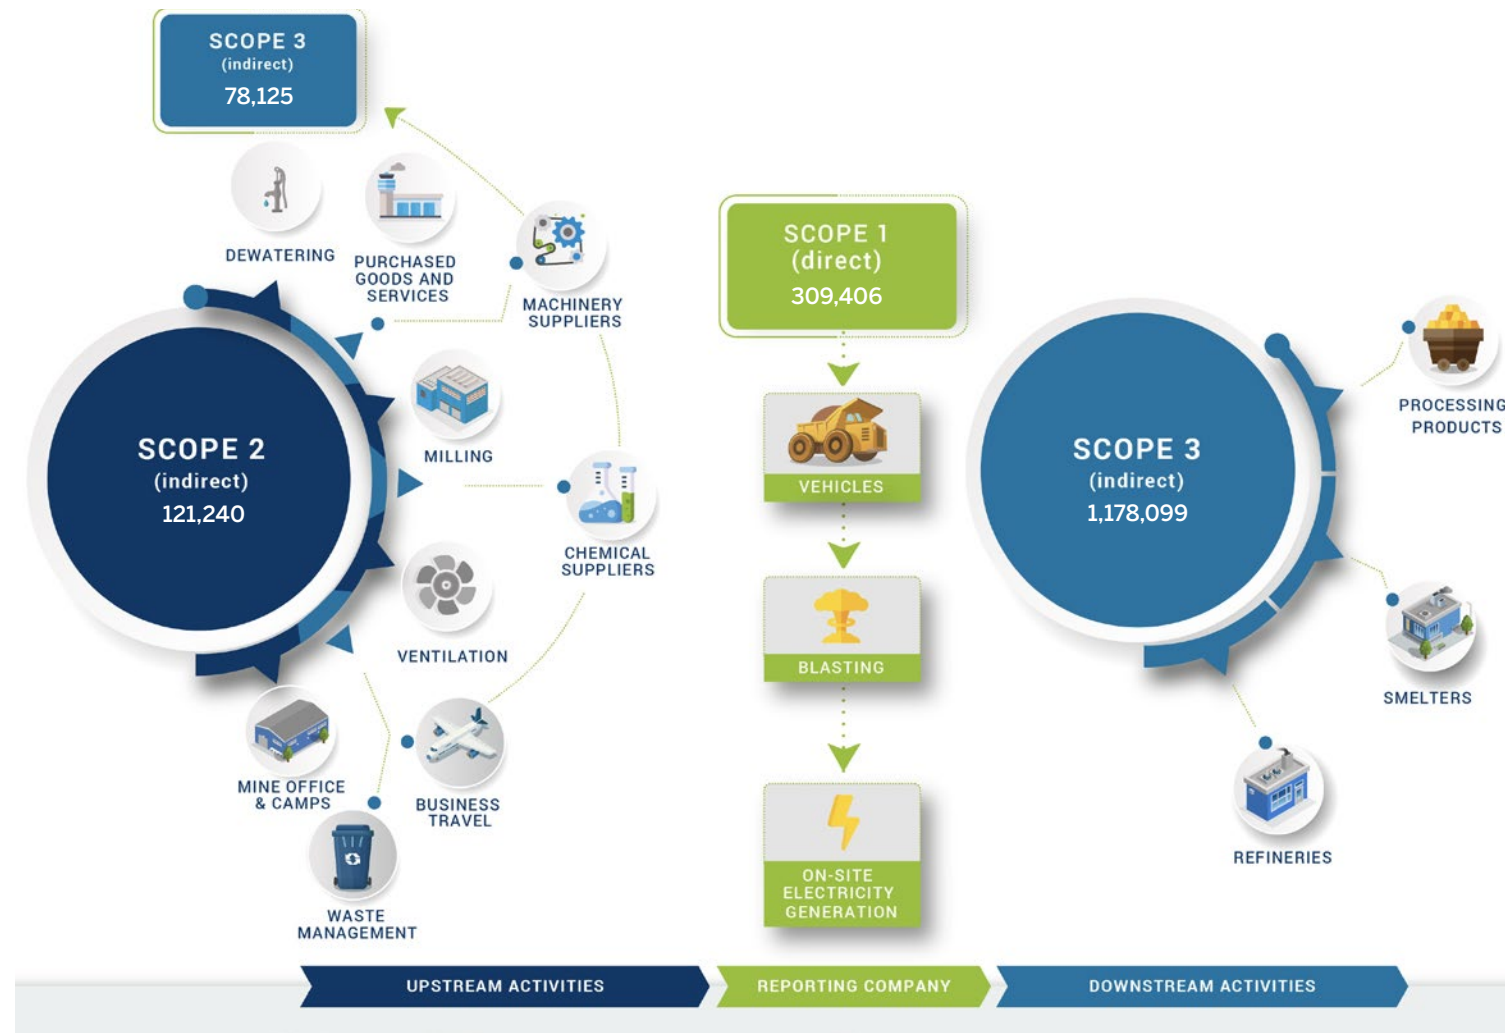 SCOPE 3
(indirect)
78,125
DEWATERING
PURCHASED
GOODS AND
SERVICES
MACHINERY
SUPPLIERS
SCOPE 2
(indirect)
121,240
MILLING
CHEMICAL
SUPPLIERS
VENTILATION
MINE OFFICE
& CAMPS
BUSINESS
TRAVEL
WASTE
MANAGEMENT
SCOPE 1
(direct)
309,406
VEHICLES
BLASTING
ON-SITE
ELECTRICITY
GENERATION
SCOPE 3
(indirect)
1,178,099
PROCESSING
PRODUCTS
SMELTERS
REFINERIES
UPSTREAM ACTIVITIES
REPORTING COMPANY
DOWNSTREAM ACTIVITIES